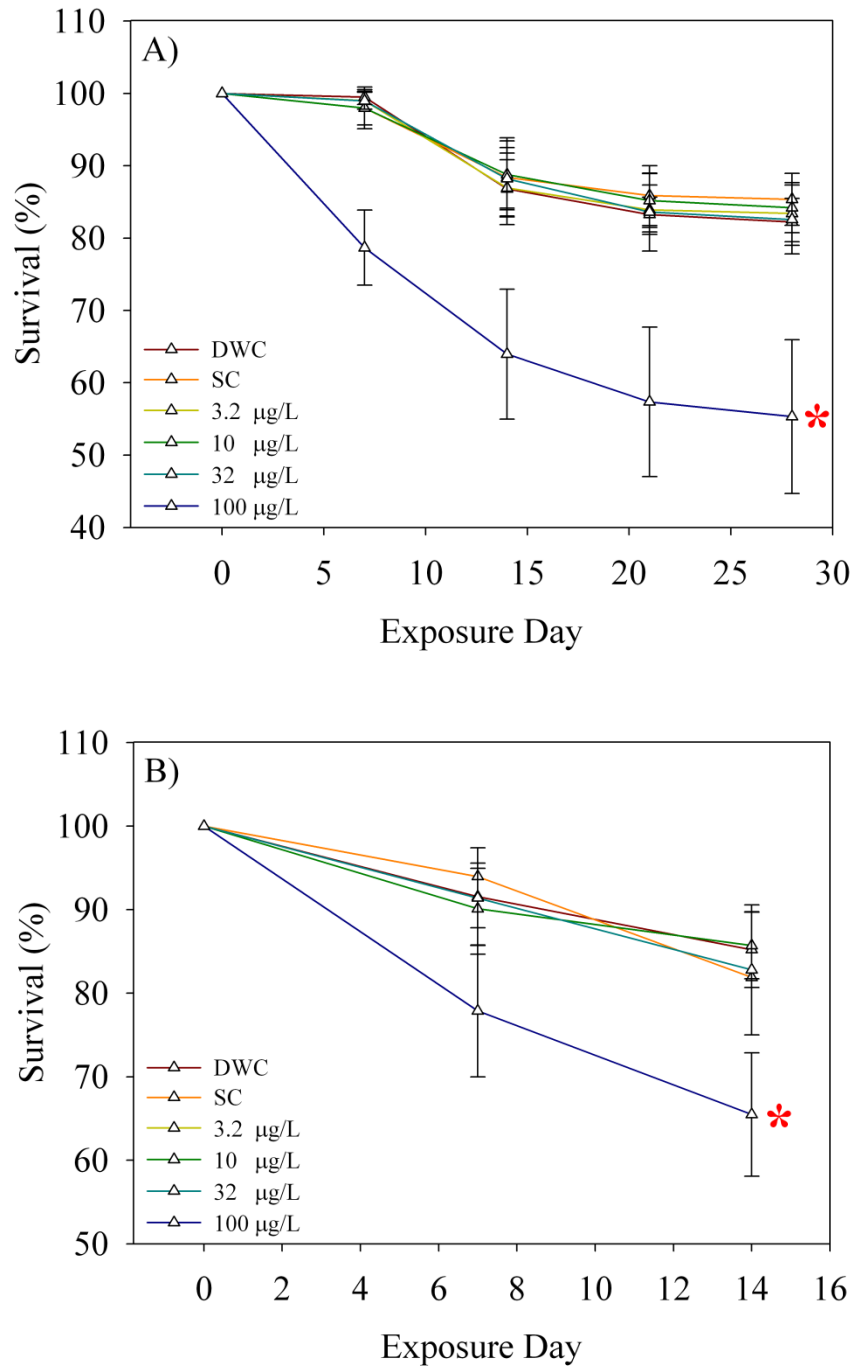 110
A)
100
90
80
70
60
50
40
Survival (%)
DWC
SC
3.2 µg/L
10 µg/L
32 µg/L
100 µg/L
*
0 5 10 15 20 25 30
Exposure Day
110
B)
100
90
80
70
60
50
Survival (%)
DWC
SC
3.2 µg/L
10 µg/L
32 µg/L
100 µg/L
*
0 2 4 6 8 10 12 14 16
Exposure Day